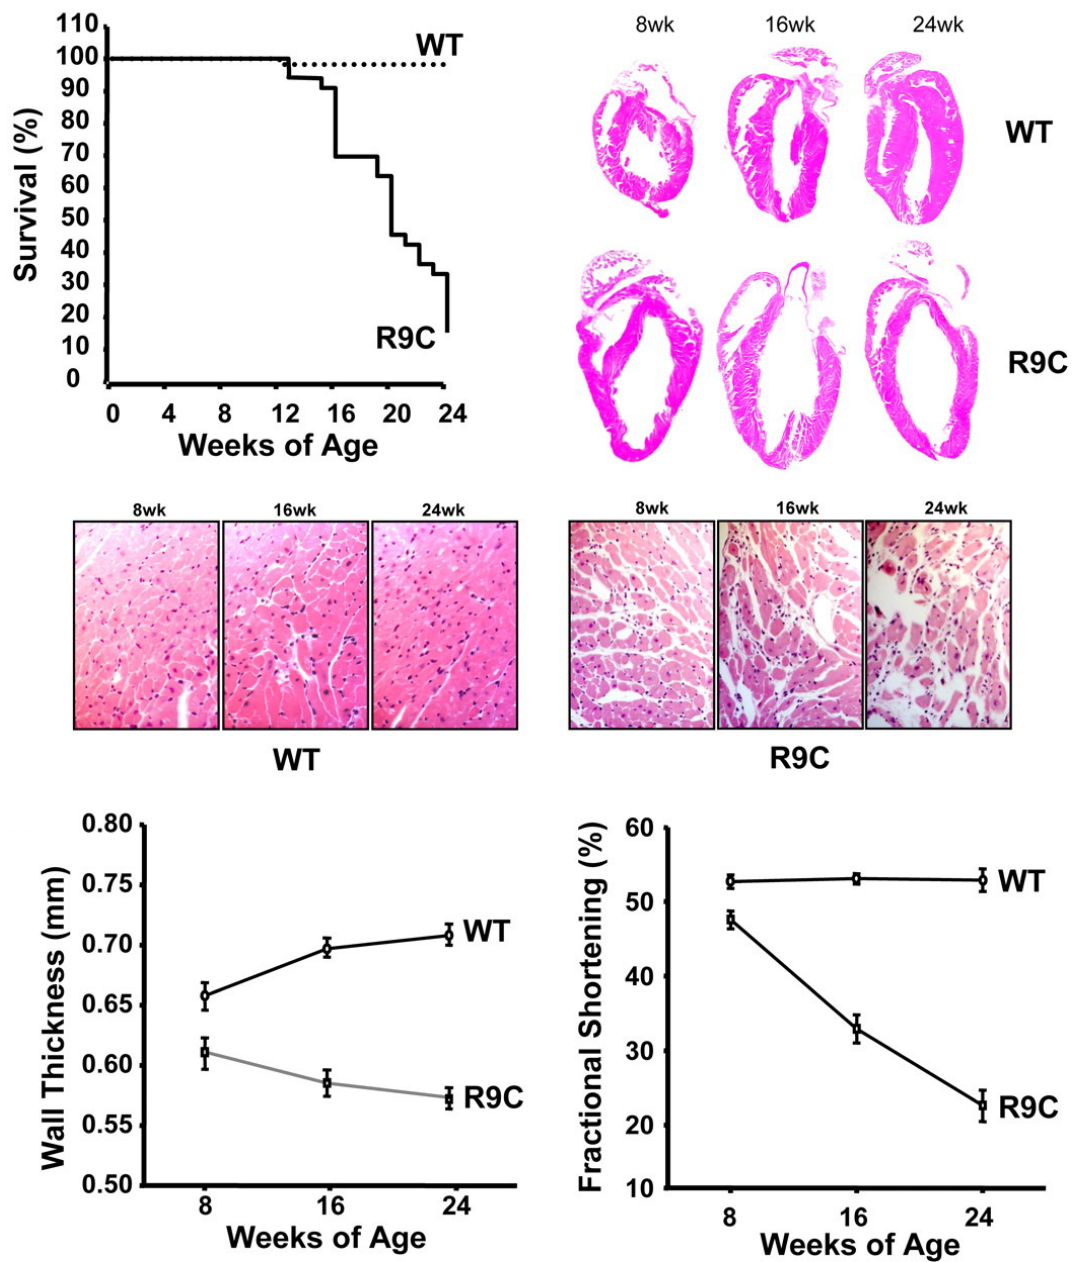 110
100
90
80
70
60
50
40
30
20
10
0
Survival (%)
WT
R9C
0 4 8 12 16 20 24
Weeks of Age
8wk 16wk 24wk
WT
R9C
8wk 16wk 24wk
WT
8wk 16wk 24wk
R9C
0.80
0.75
0.70
0.65
0.60
0.55
0.50
Wall Thickness (mm)
WT
R9C
8 16 24
Weeks of Age
60
50
40
30
20
10
Fractional Shortening (%)
WT
R9C
8 16 24
Weeks of Age